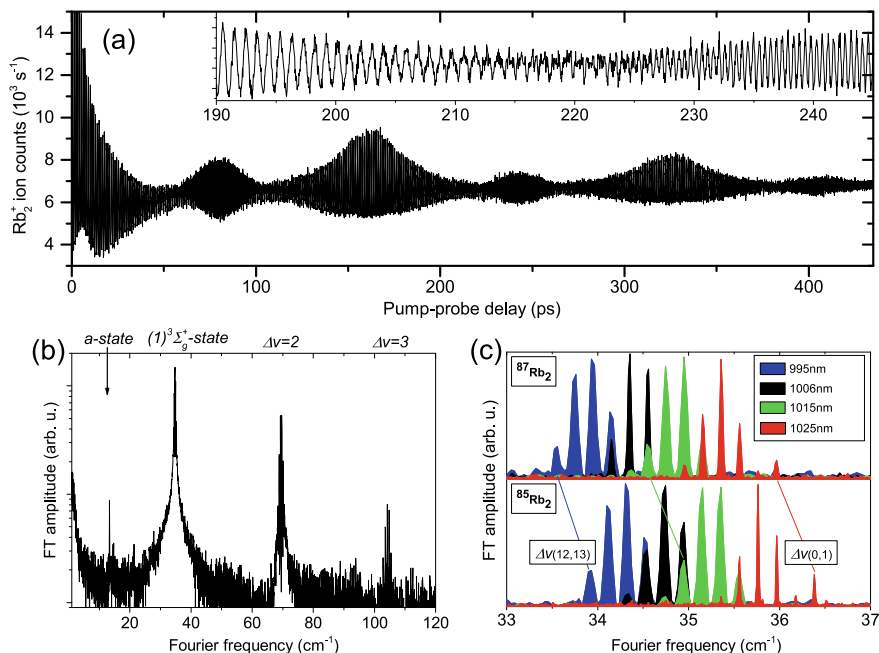 (a)
14
12
10
8
6
4
Rb₂⁺ ion counts (10³ s⁻¹)
190 200 210 220 230 240
0 100 200 300 400
Pump-probe delay (ps)
(b)
a-state (1)³Σg⁺-state Δv=2 Δv=3
FT amplitude (arb. u.)
20 40 60 80 100 120
Fourier frequency (cm⁻¹)
(c)
⁸⁷Rb₂
995nm
1006nm
1015nm
1025nm
⁸⁵Rb₂
Δv(12,13)
Δv(0,1)
FT amplitude (arb. u.)
33 34 35 36 37
Fourier frequency (cm⁻¹)